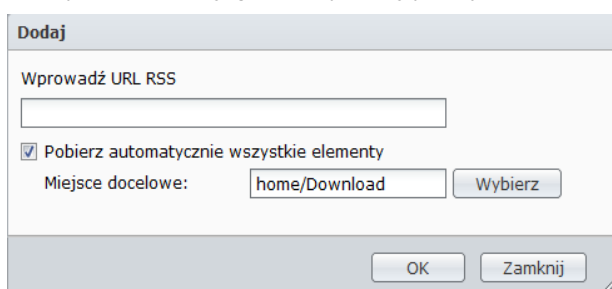 Dodaj
Wprowadź URL RSS
Pobierz automatycznie wszystkie elementy
Miejsce docelowe: home/Download Wybierz
OK Zamknij